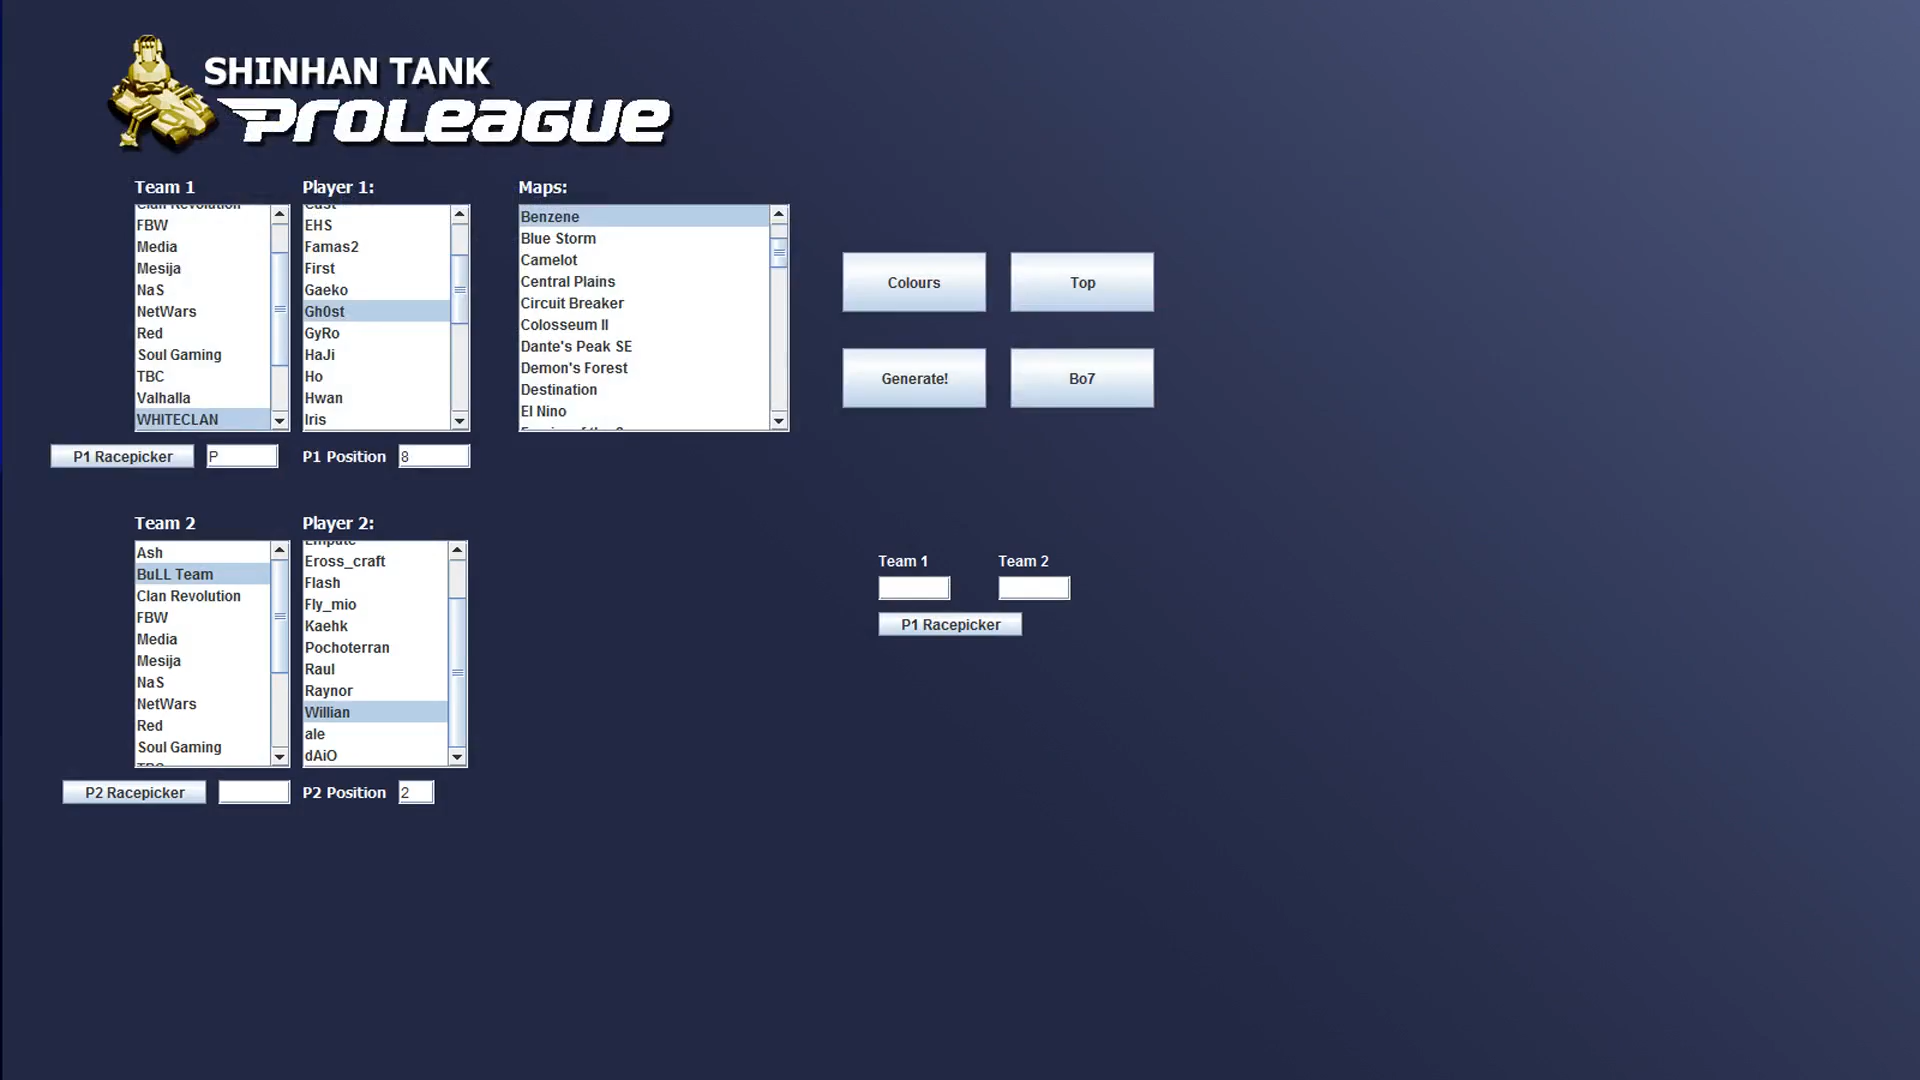 SHINHAN TANK
PROLEAGUE
Team 1
Player 1:
Maps:
Clan Revolution
FBW
Media
Mesija
NaS
NetWars
Red
Soul Gaming
TBC
Valhalla
WHITECLAN
EHS
Famas2
First
Gaeko
Gh0st
GyRo
HaJi
Ho
Hwan
Iris
Benzene
Blue Storm
Camelot
Central Plains
Circuit Breaker
Colosseum II
Dante's Peak SE
Demon's Forest
Destination
El Nino
Colours
Top
Generate!
Bo7
P1 Racepicker
P
P1 Position
8
Team 2
Player 2:
Ash
BuLL Team
Clan Revolution
FBW
Media
Mesija
NaS
NetWars
Red
Soul Gaming
Eross_craft
Flash
Fly_mio
Kaehk
Pochoterran
Raul
Raynor
Willian
ale
dAiO
Team 1
Team 2
P1 Racepicker
P2 Racepicker
P2 Position
2